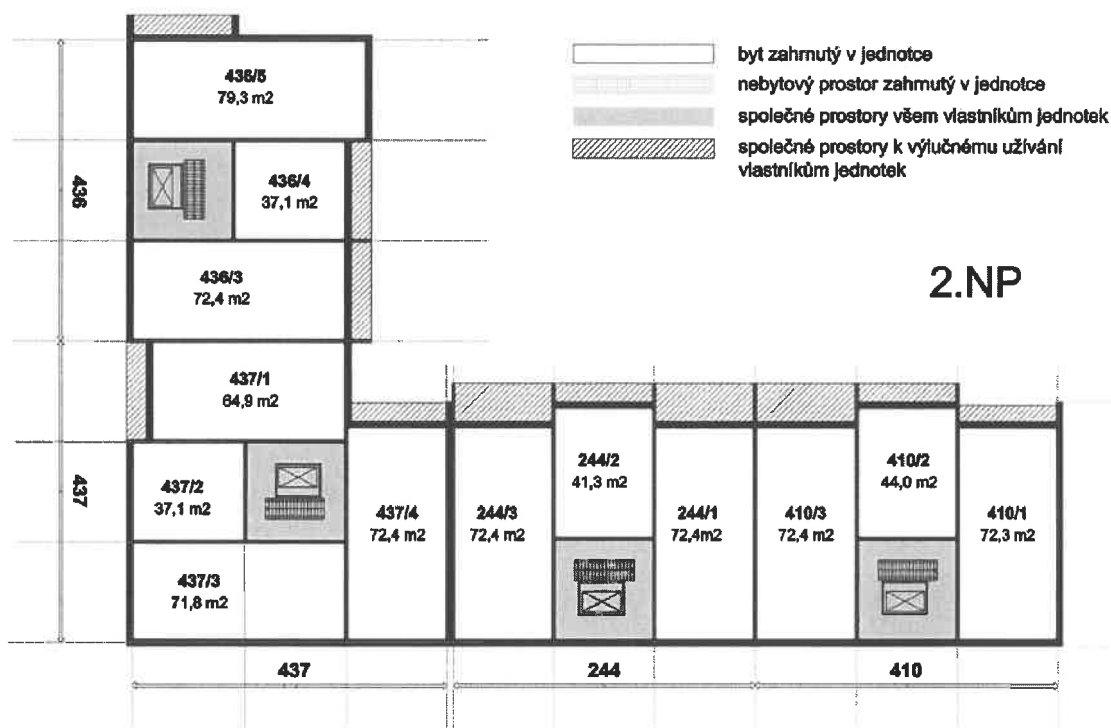 436/5
79,3 m2
436/4
37,1 m2
436/3
72,4 m2
437/1
64,9 m2
437/2
37,1 m2
437/3
71,8 m2
437/4
72,4 m2
244/3
72,4 m2
244/2
41,3 m2
244/1
72,4m2
410/3
72,4 m2
410/2
44,0 m2
410/1
72,3 m2
436
437
437
244
410
byt zahrnutý v jednotce
nebytový prostor zahrnutý v jednotce
společné prostory všem vlastníkům jednotek
společné prostory k výlučnému užívání
vlastníkům jednotek
2.NP